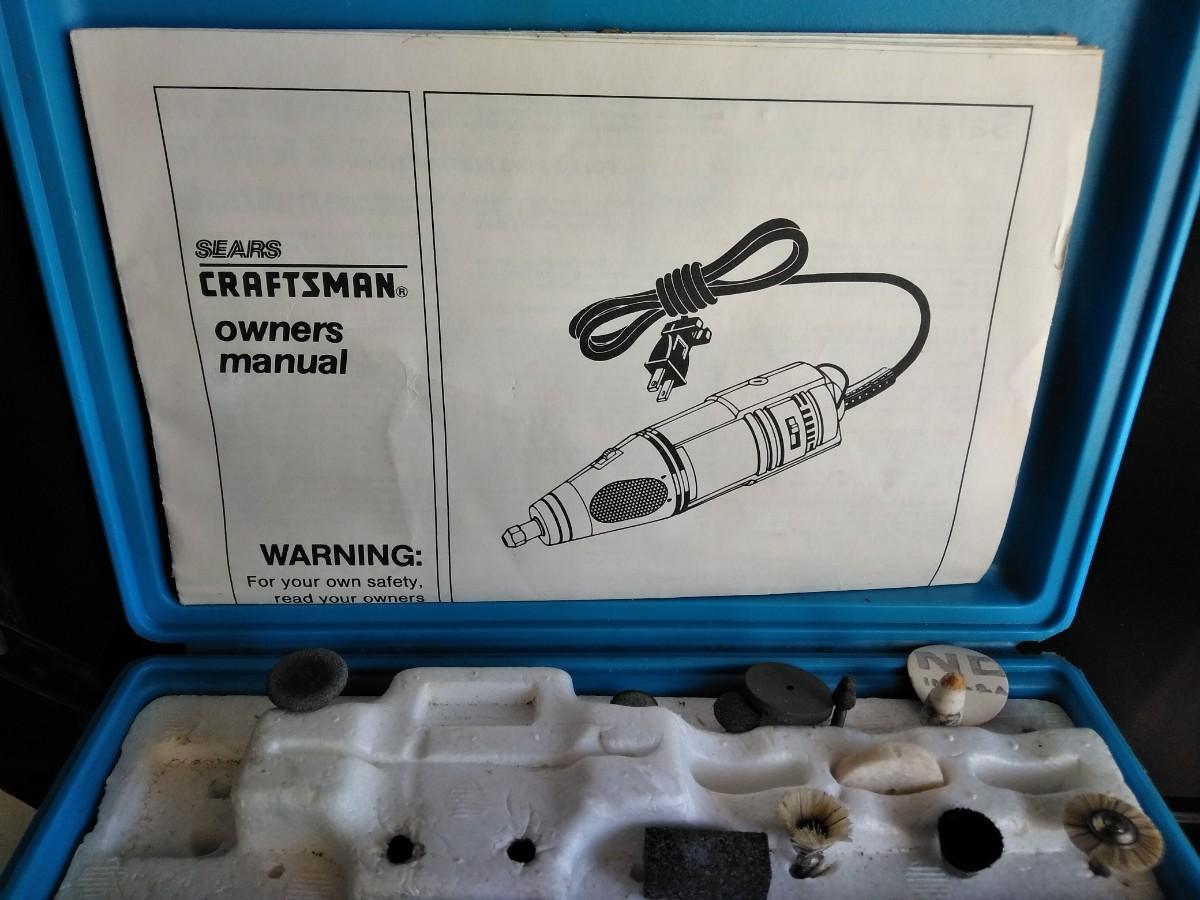 SEARS
CRAFTSMAN®
owners
manual
WARNING:
For your own safety,
read your owners